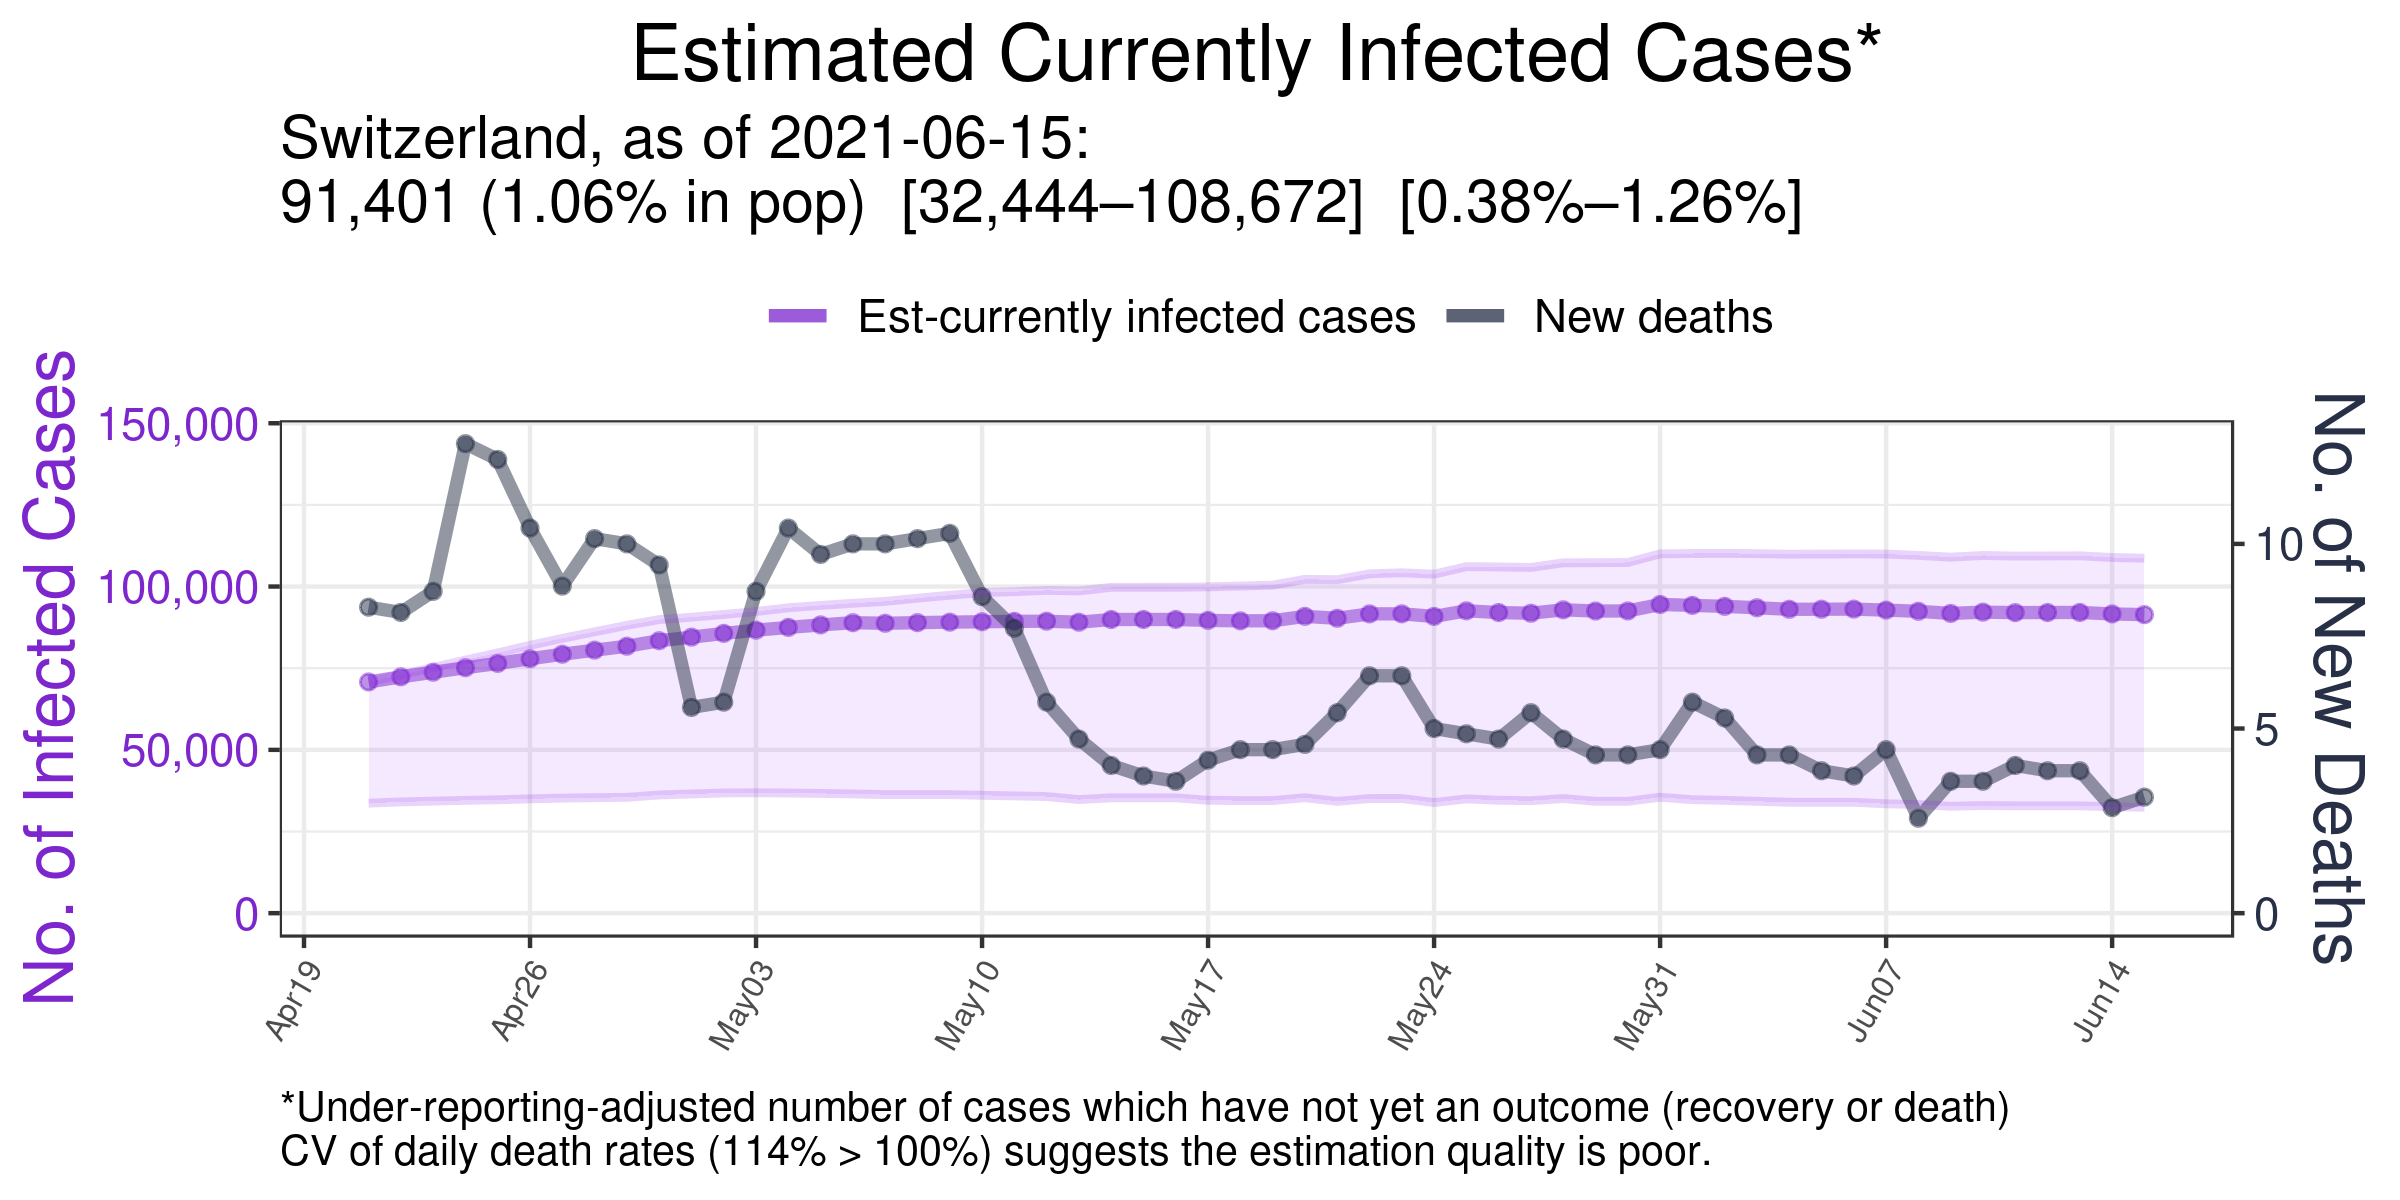 Estimated Currently Infected Cases*
Switzerland, as of 2021-06-15:
91,401 (1.06% in pop)  [32,444–108,672]  [0.38%–1.26%]
Est-currently infected cases
New deaths
No. of Infected Cases
150,000
100,000
50,000
0
10
5
0
No. of New Deaths
Apr19
Apr26
May03
May10
May17
May24
May31
Jun07
Jun14
*Under-reporting-adjusted number of cases which have not yet an outcome (recovery or death)
CV of daily death rates (114% > 100%) suggests the estimation quality is poor.